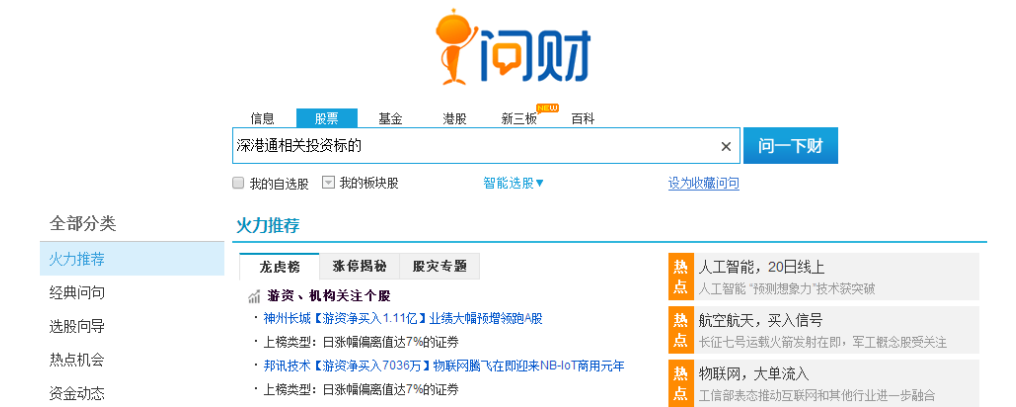 问财
信息 股票 基金 港股 新三板 NEW 百科
深港通相关投资标的 × 问一下财
我的自选股 我的板块股 智能选股▼ 设为收藏问句
全部分类
火力推荐
经典问句
选股向导
热点机会
资金动态
火力推荐
龙虎榜 涨停揭秘 股灾专题
游资、机构关注个股
· 神州长城【游资净买入1.11亿】业绩大幅预增领跑A股
· 上榜类型：日涨幅偏离值达7%的证券
· 邦讯技术【游资净买入7036万】物联网腾飞在即迎来NB-IoT商用元年
· 上榜类型：日涨幅偏离值达7%的证券
热点 人工智能，20日线上
人工智能 “预测想象力”技术获突破
热点 航空航天，买入信号
长征七号运载火箭发射在即，军工概念股受关注
热点 物联网，大单流入
工信部表态推动互联网和其他行业进一步融合